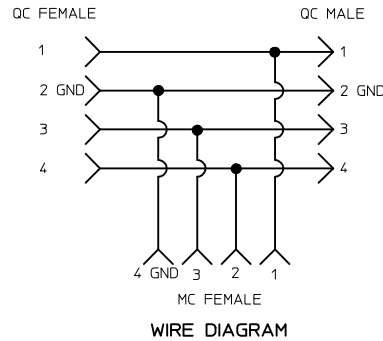 QC FEMALE QC MALE
1 1
2 GND 2 GND
3 3
4 4
4 GND 3 2 1
MC FEMALE
WIRE DIAGRAM